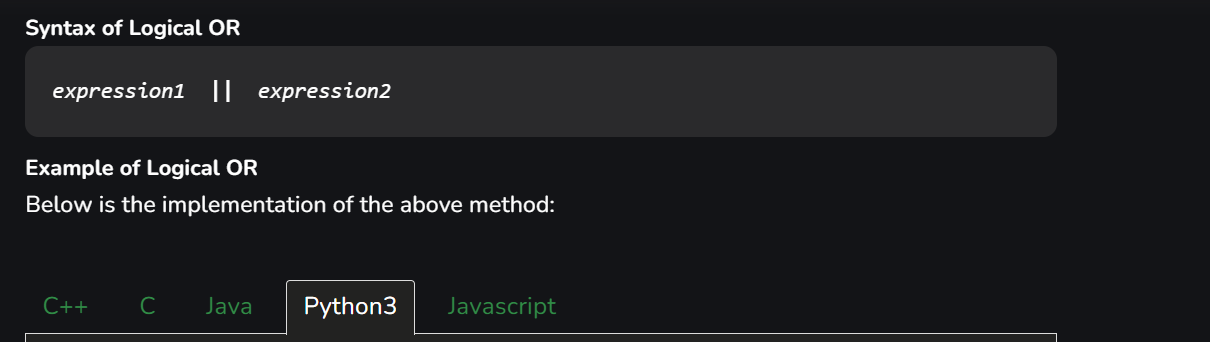 Syntax of Logical OR
expression1 || expression2
Example of Logical OR
Below is the implementation of the above method:
C++ C Java Python3 Javascript